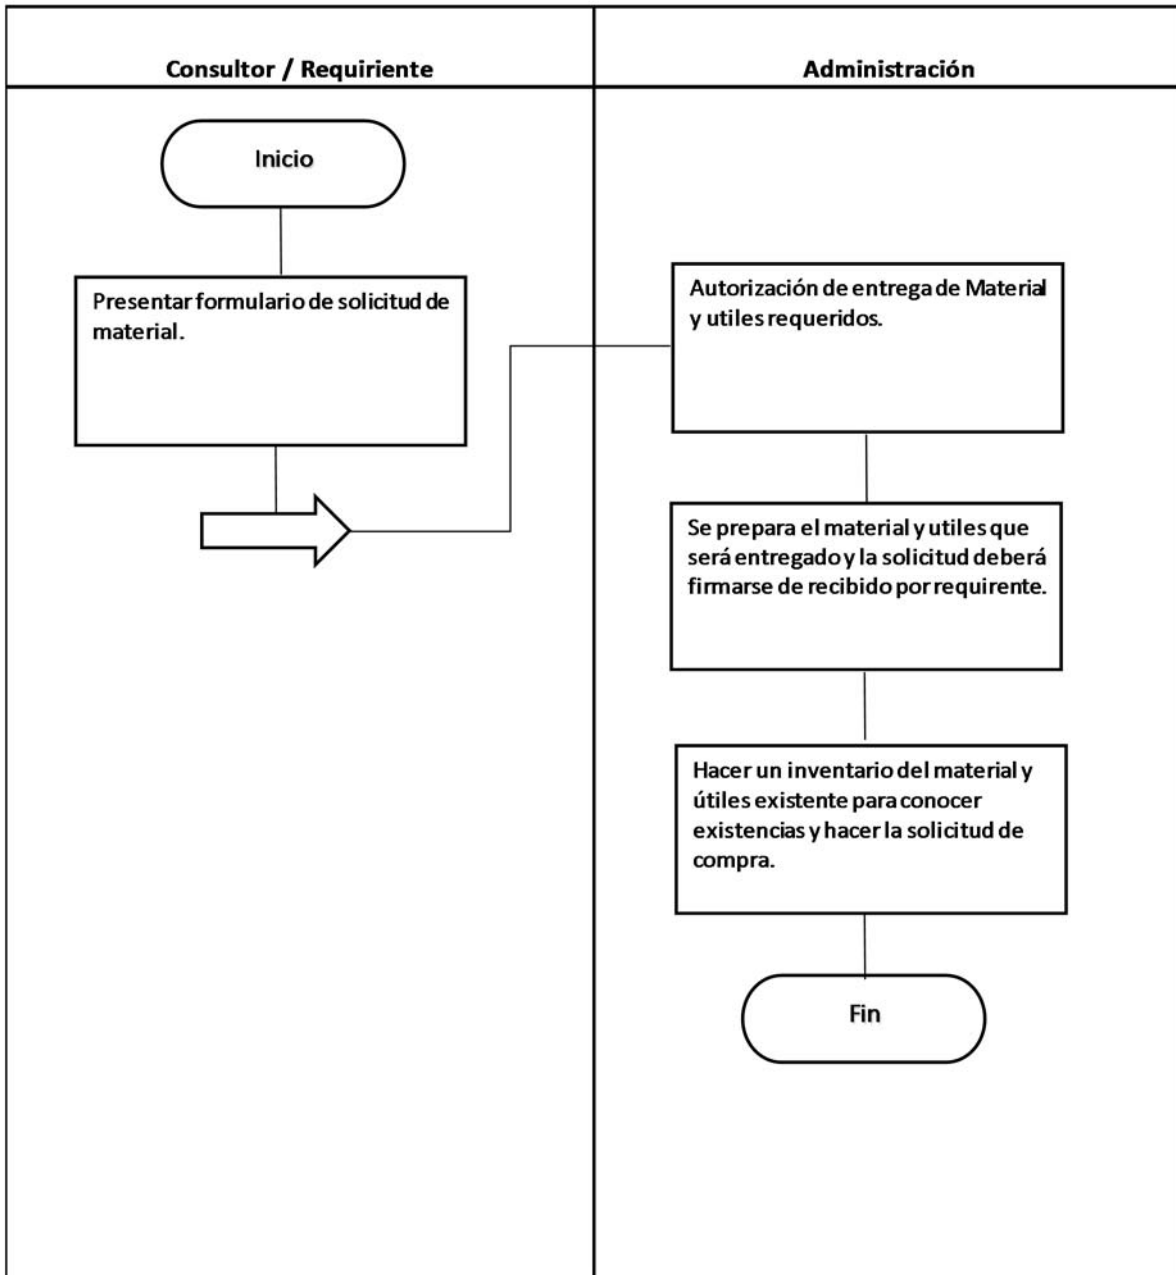 Consultor / Requiriente
Administración
Inicio
Presentar formulario de solicitud de
material.
Autorización de entrega de Material
y utiles requeridos.
Se prepara el material y utiles que
será entregado y la solicitud deberá
firmarse de recibido por requirente.
Hacer un inventario del material y
útiles existente para conocer
existencias y hacer la solicitud de
compra.
Fin